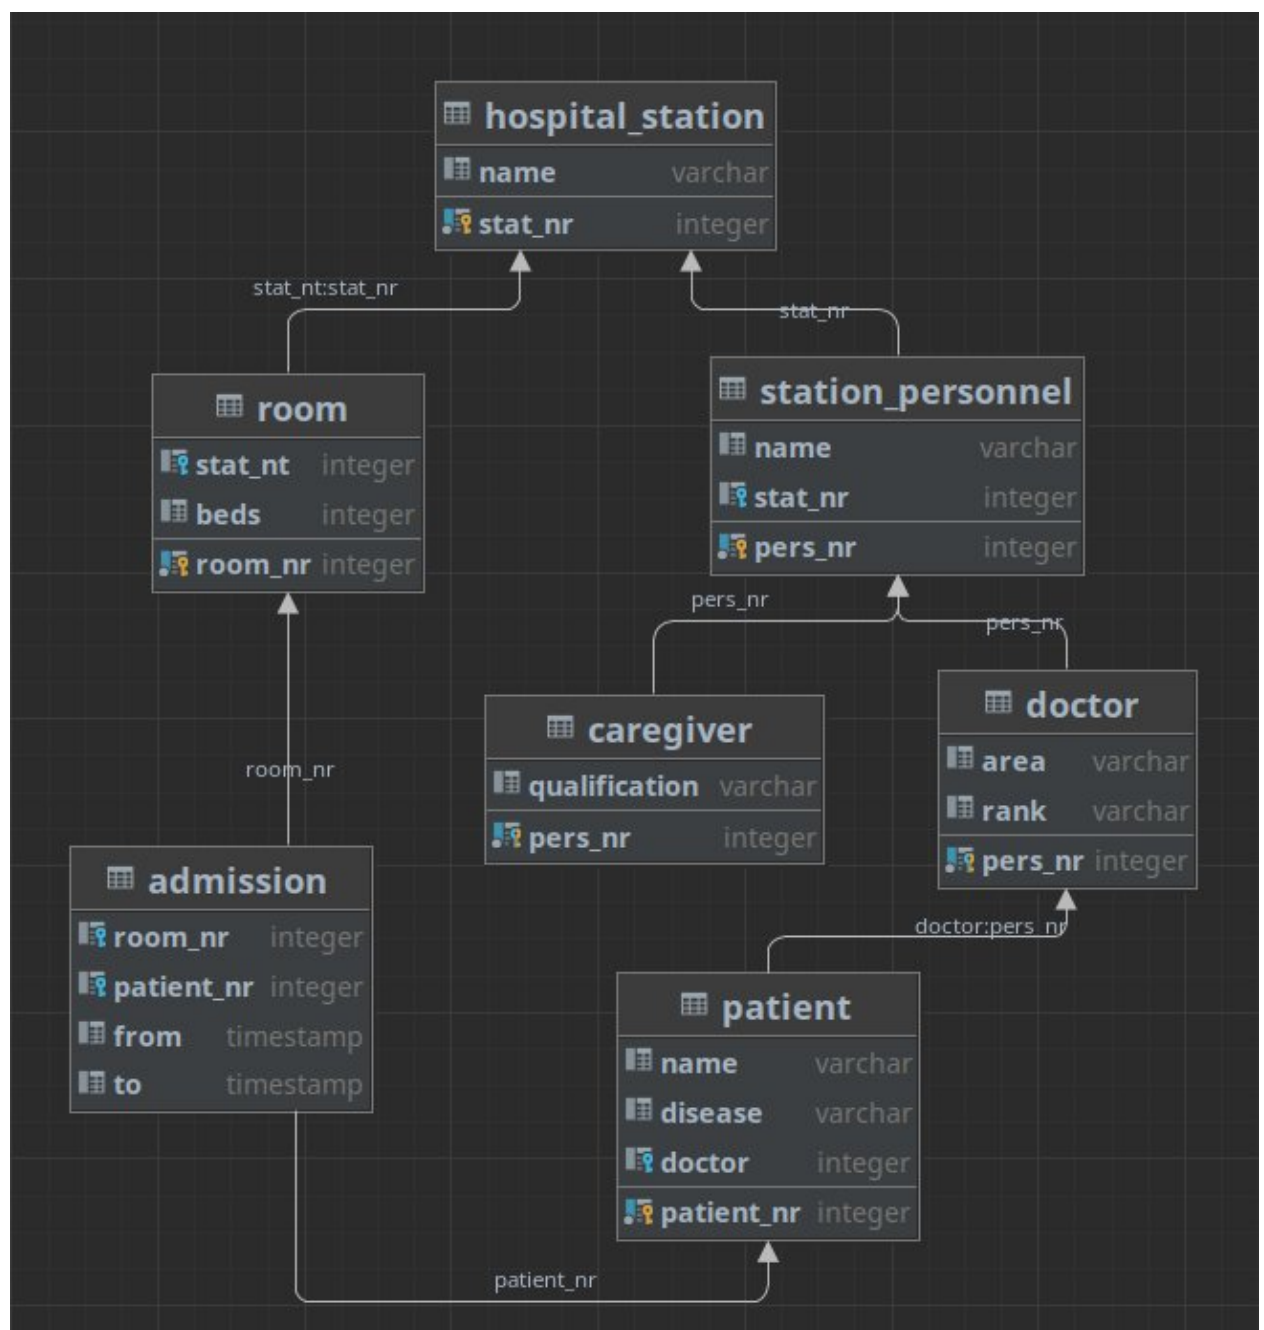 hospital_station
name varchar
stat_nr integer
stat_nt:stat_nr
stat_nr
room
stat_nt integer
beds integer
room_nr integer
station_personnel
name varchar
stat_nr integer
pers_nr integer
pers_nr
pers_nr
caregiver
qualification varchar
pers_nr integer
doctor
area varchar
rank varchar
pers_nr integer
room_nr
admission
room_nr integer
patient_nr integer
from timestamp
to timestamp
doctor:pers_nr
patient
name varchar
disease varchar
doctor integer
patient_nr integer
patient_nr